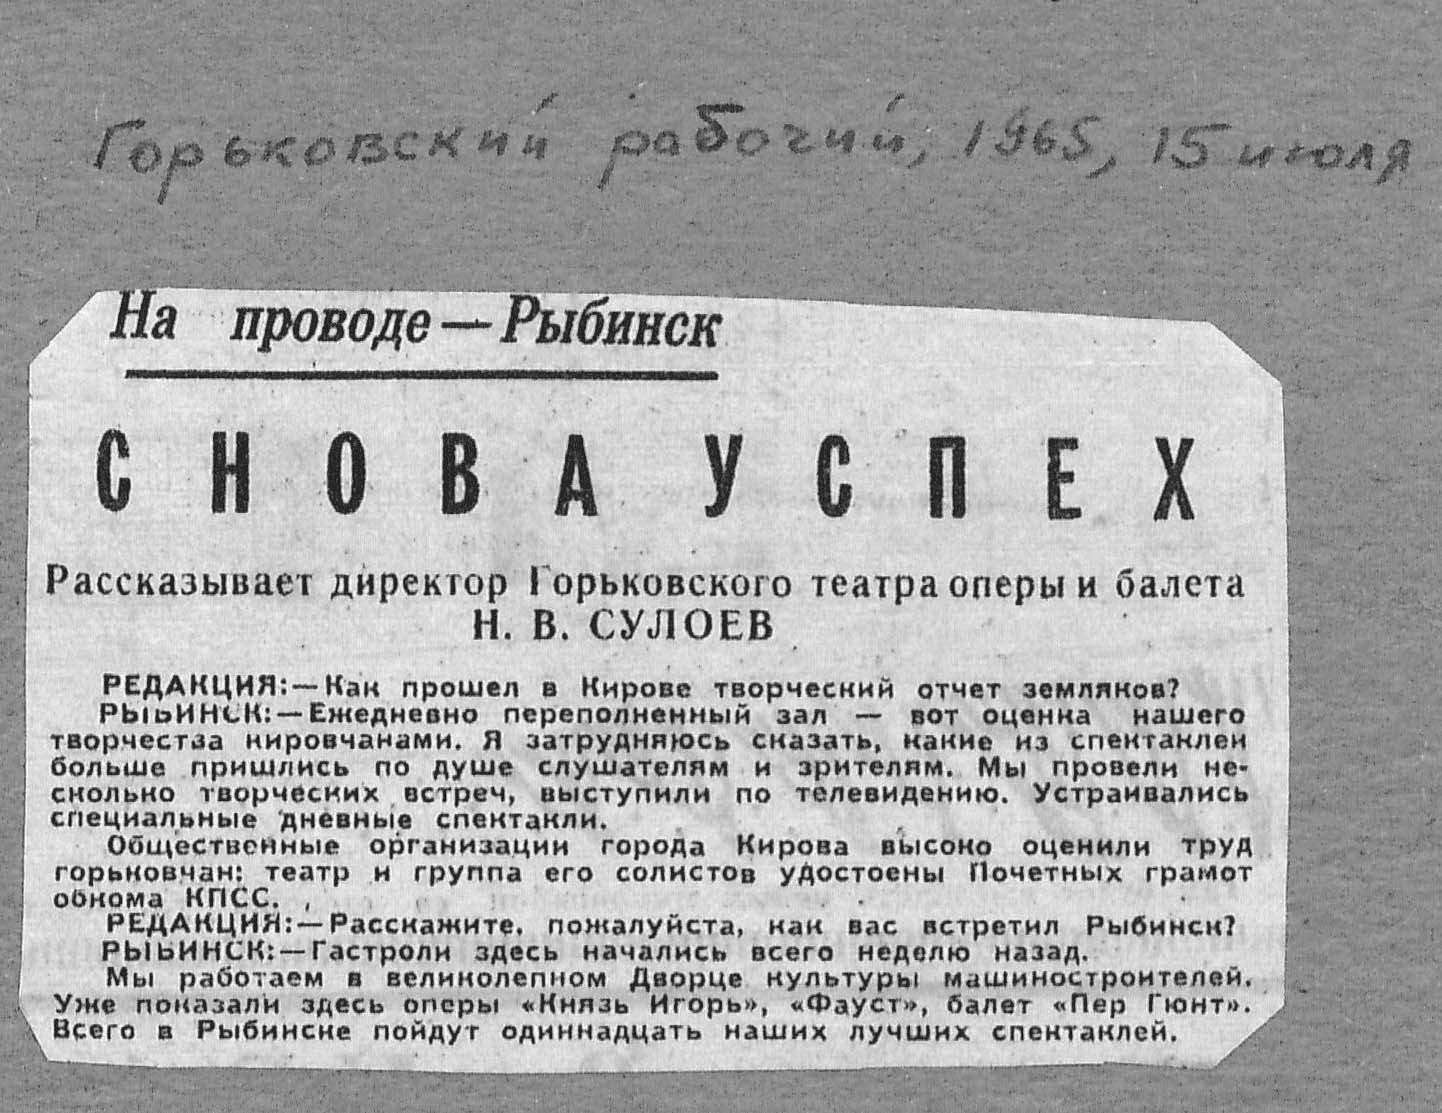 Горьковский рабочий, 1965, 15 июля
На проводе — Рыбинск
СНОВА УСПЕХ
Рассказывает директор Горьковского театра оперы и балета
Н. В. СУЛОЕВ
РЕДАКЦИЯ:—Как прошел в Кирове творческий отчет земляков?
РЫБИНСК:—Ежедневно переполненный зал — вот оценка нашего
творчества кировчанами. Я затрудняюсь сказать, какие из спектаклей
больше пришлись по душе слушателям и зрителям. Мы провели не-
сколько творческих встреч, выступили по телевидению. Устраивались
специальные дневные спектакли.
Общественные организации города Кирова высоко оценили труд
горьковчан: театр и группа его солистов удостоены Почетных грамот
обкома КПСС.
РЕДАКЦИЯ:—Расскажите, пожалуйста, как вас встретил Рыбинск?
РЫБИНСК:—Гастроли здесь начались всего неделю назад.
Мы работаем в великолепном Дворце культуры машиностроителей.
Уже показали здесь оперы «Князь Игорь», «Фауст», балет «Пер Гюнт».
Всего в Рыбинске пойдут одиннадцать наших лучших спектаклей.